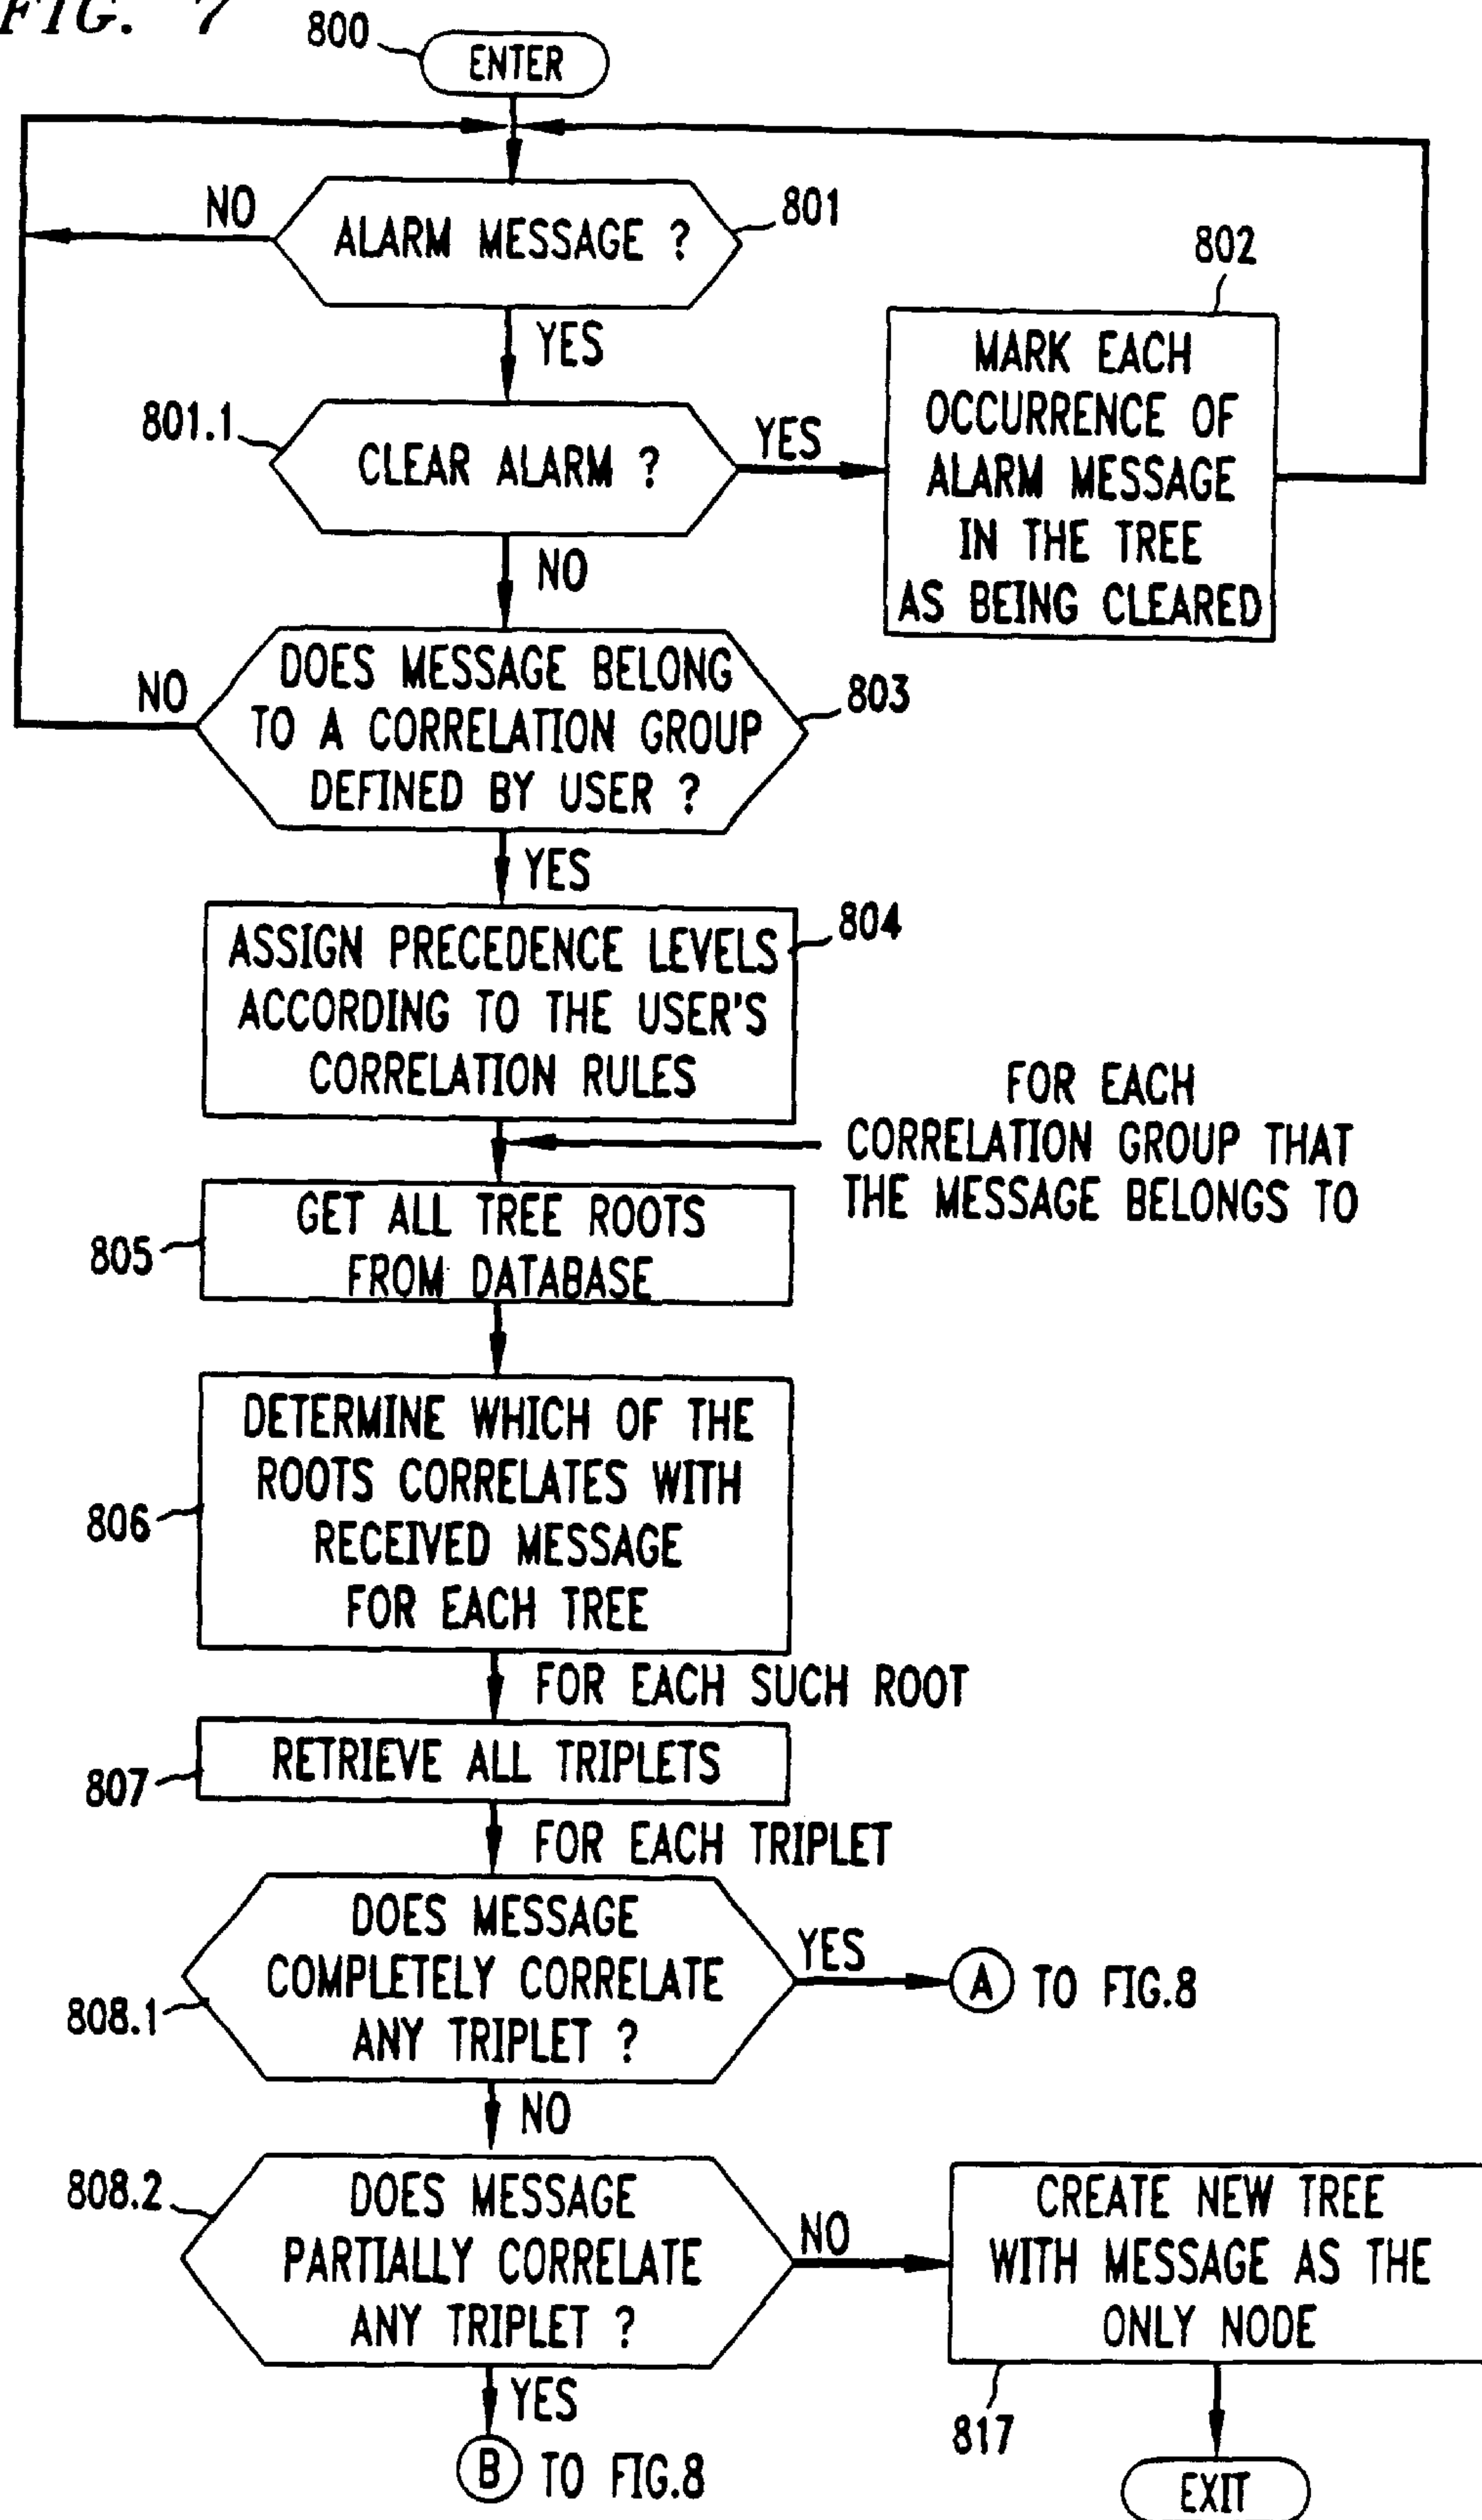 FIG. 7
800
ENTER
NO
ALARM MESSAGE ?
801
802
YES
MARK EACH
OCCURRENCE OF
ALARM MESSAGE
IN THE TREE
AS BEING CLEARED
801.1
CLEAR ALARM ?
YES
NO
NO
DOES MESSAGE BELONG
TO A CORRELATION GROUP
DEFINED BY USER ?
803
YES
ASSIGN PRECEDENCE LEVELS
ACCORDING TO THE USER'S
CORRELATION RULES
804
FOR EACH
CORRELATION GROUP THAT
THE MESSAGE BELONGS TO
805
GET ALL TREE ROOTS
FROM DATABASE
806
DETERMINE WHICH OF THE
ROOTS CORRELATES WITH
RECEIVED MESSAGE
FOR EACH TREE
FOR EACH SUCH ROOT
807
RETRIEVE ALL TRIPLETS
FOR EACH TRIPLET
808.1
DOES MESSAGE
COMPLETELY CORRELATE
ANY TRIPLET ?
YES
A TO FIG.8
NO
808.2
DOES MESSAGE
PARTIALLY CORRELATE
ANY TRIPLET ?
NO
CREATE NEW TREE
WITH MESSAGE AS THE
ONLY NODE
817
YES
B TO FIG.8
EXIT